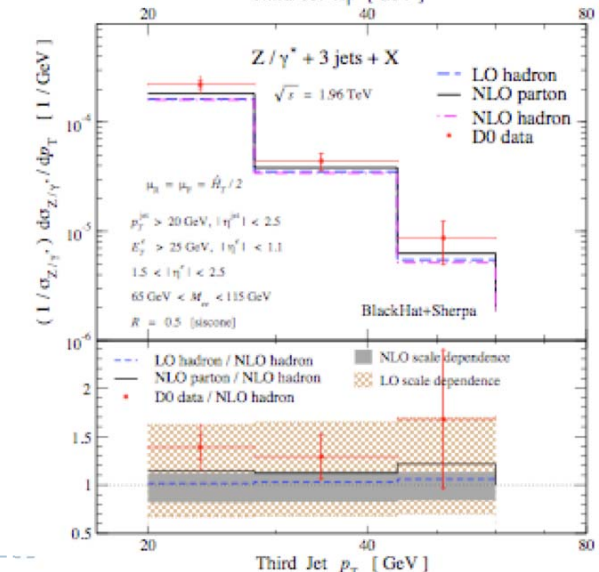 20 40 80
Z / γ* + 3 jets + X
√s = 1.96 TeV
LO hadron
NLO parton
NLO hadron
D0 data
(1/σ_{Z/γ*}) dσ_{Z/γ*}/dp_T [1/GeV]
10^{-4}
10^{-5}
10^{-6}
μ_R = μ_F = Ĥ_T / 2
p_T^{jet} > 20 GeV, |η^{jet}| < 2.5
E_T^e > 25 GeV, |η^e| < 1.1
1.5 < |η^e| < 2.5
65 GeV < M_{ee} < 115 GeV
R = 0.5 [siscone]
BlackHat+Sherpa
LO hadron / NLO hadron
NLO parton / NLO hadron
D0 data / NLO hadron
NLO scale dependence
LO scale dependence
2
1.5
1
0.5
20 40 80
Third Jet p_T [ GeV ]